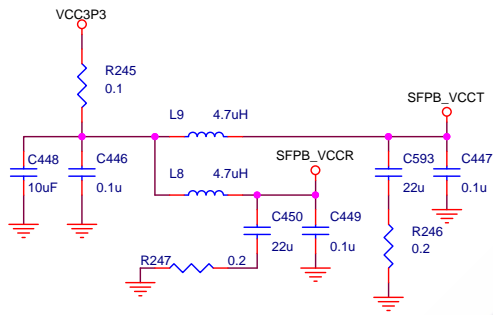 VCC3P3
R245
0.1
L9 4.7uH
SFPB_VCCT
C448
10uF
C446
0.1u
L8 4.7uH
SFPB_VCCR
C593
22u
C447
0.1u
C450
22u
C449
0.1u
R246
0.2
R247 0.2